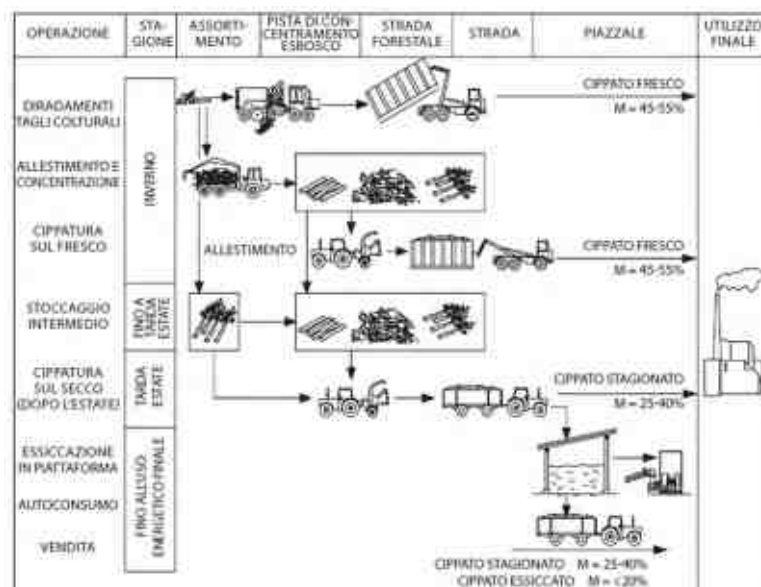 OPERAZIONE
STA-
GIONE
ASSORTI-
MENTO
PISTA DI CON-
CENTRAMENTO
ESBOSCO
STRADA
FORESTALE
STRADA
PIAZZALE
UTILIZZO
FINALE
DIRADAMENTI
TAGLI COLTURALI
INVERNO
CIPPATO FRESCO
M = 45-55%
ALLESTIMENTO E
CONCENTRAZIONE
CIPPATURA
SUL FRESCO
ALLESTIMENTO
CIPPATO FRESCO
M = 45-55%
STOCCAGGIO
INTERMEDIO
FINO A
TARDA
ESTATE
CIPPATURA
SUL SECCO
(DOPO L'ESTATE)
TARDA
ESTATE
CIPPATO STAGIONATO
M = 25-40%
ESSICCAZIONE
IN PIATTAFORMA
FINO ALL'USO
ENERGETICO FINALE
AUTOCONSUMO
VENDITA
CIPPATO STAGIONATO M = 25-40%
CIPPATO ESSICCATO M = <20%